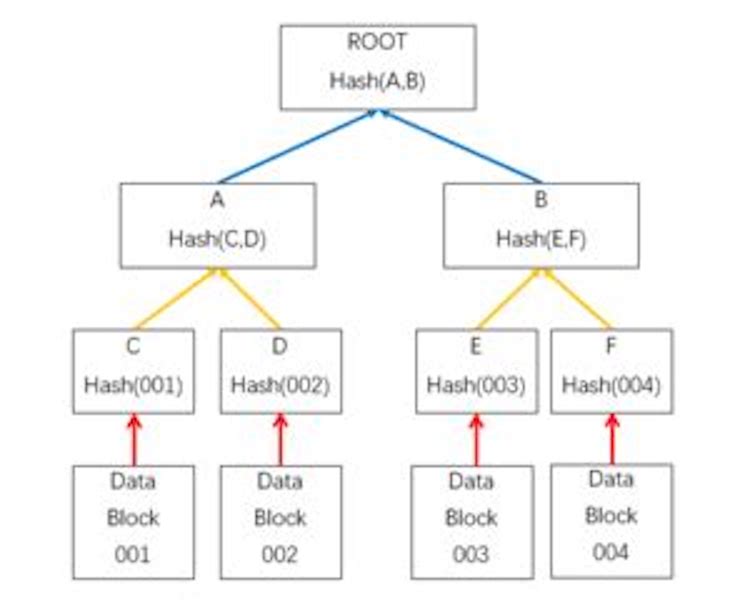 ROOT
Hash(A,B)
A
Hash(C,D)
B
Hash(E,F)
C
Hash(001)
D
Hash(002)
E
Hash(003)
F
Hash(004)
Data
Block
001
Data
Block
002
Data
Block
003
Data
Block
004